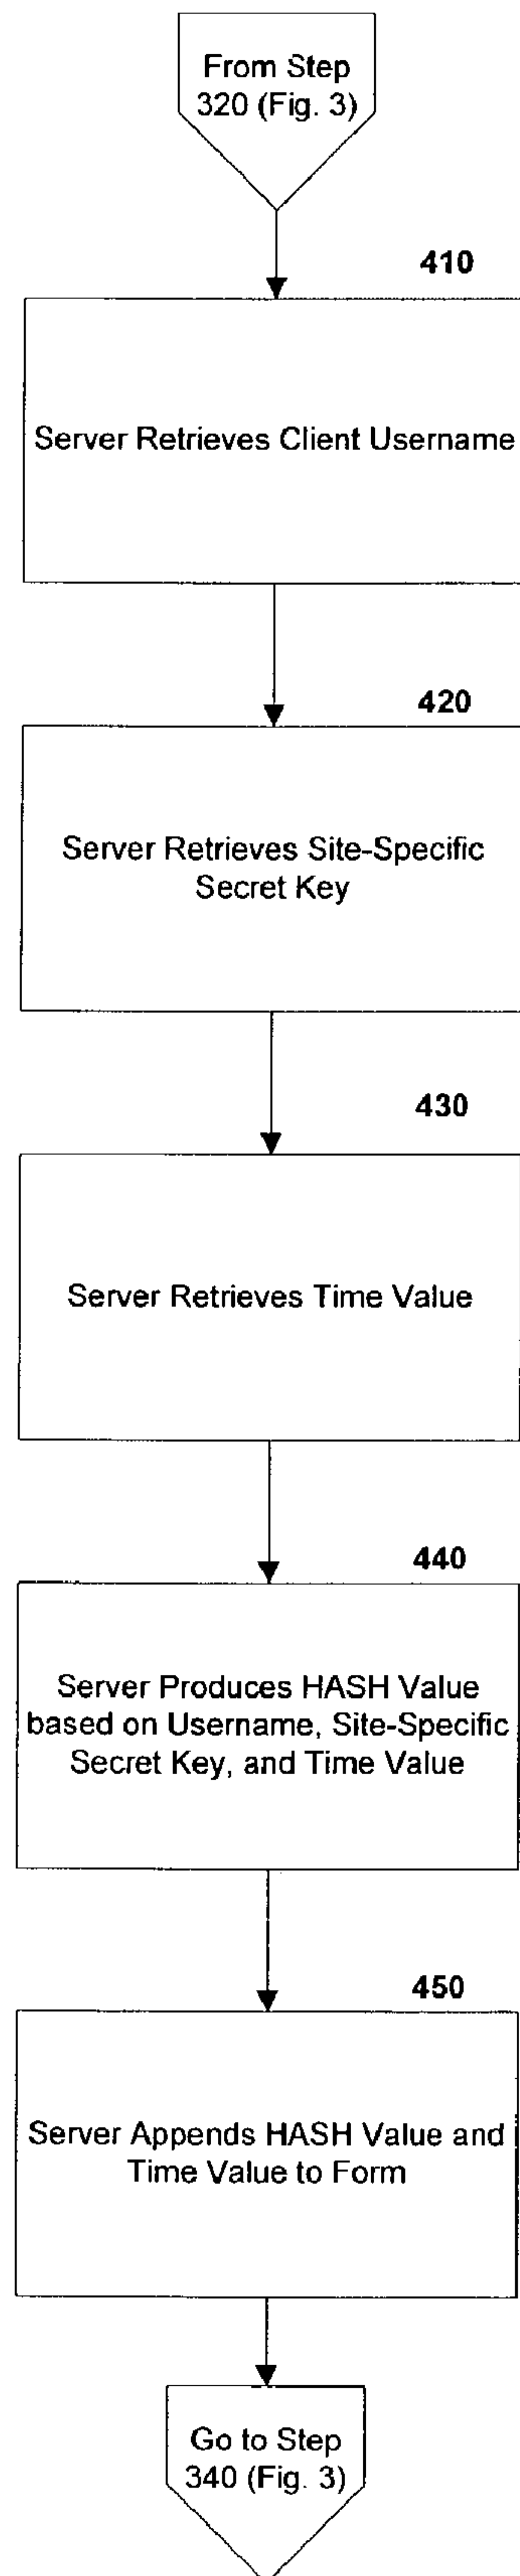 From Step
320 (Fig. 3)
410
Server Retrieves Client Username
420
Server Retrieves Site-Specific
Secret Key
430
Server Retrieves Time Value
440
Server Produces HASH Value
based on Username, Site-Specific
Secret Key, and Time Value
450
Server Appends HASH Value and
Time Value to Form
Go to Step
340 (Fig. 3)